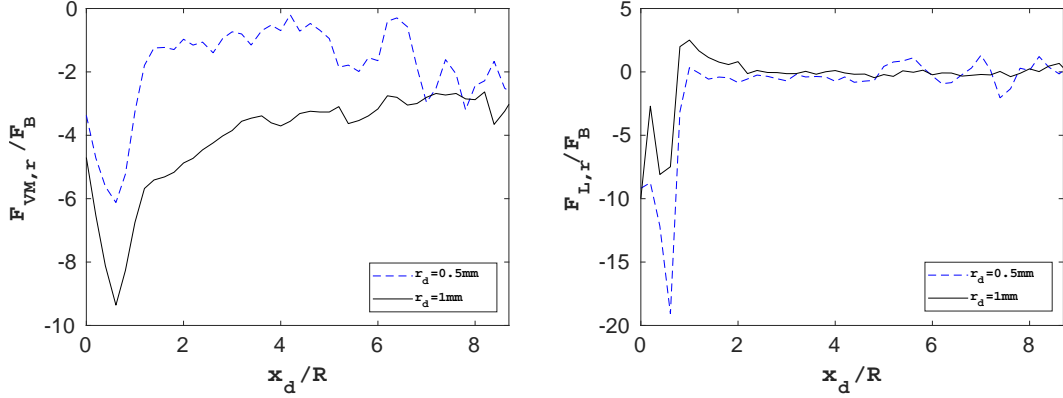 0
-2
-4
-6
-8
-10
0 2 4 6 8
F_VM,r/F_B
x_d/R
r_d=0.5mm
r_d=1mm
5
0
-5
-10
-15
-20
0 2 4 6 8
F_L,r/F_B
x_d/R
r_d=0.5mm
r_d=1mm